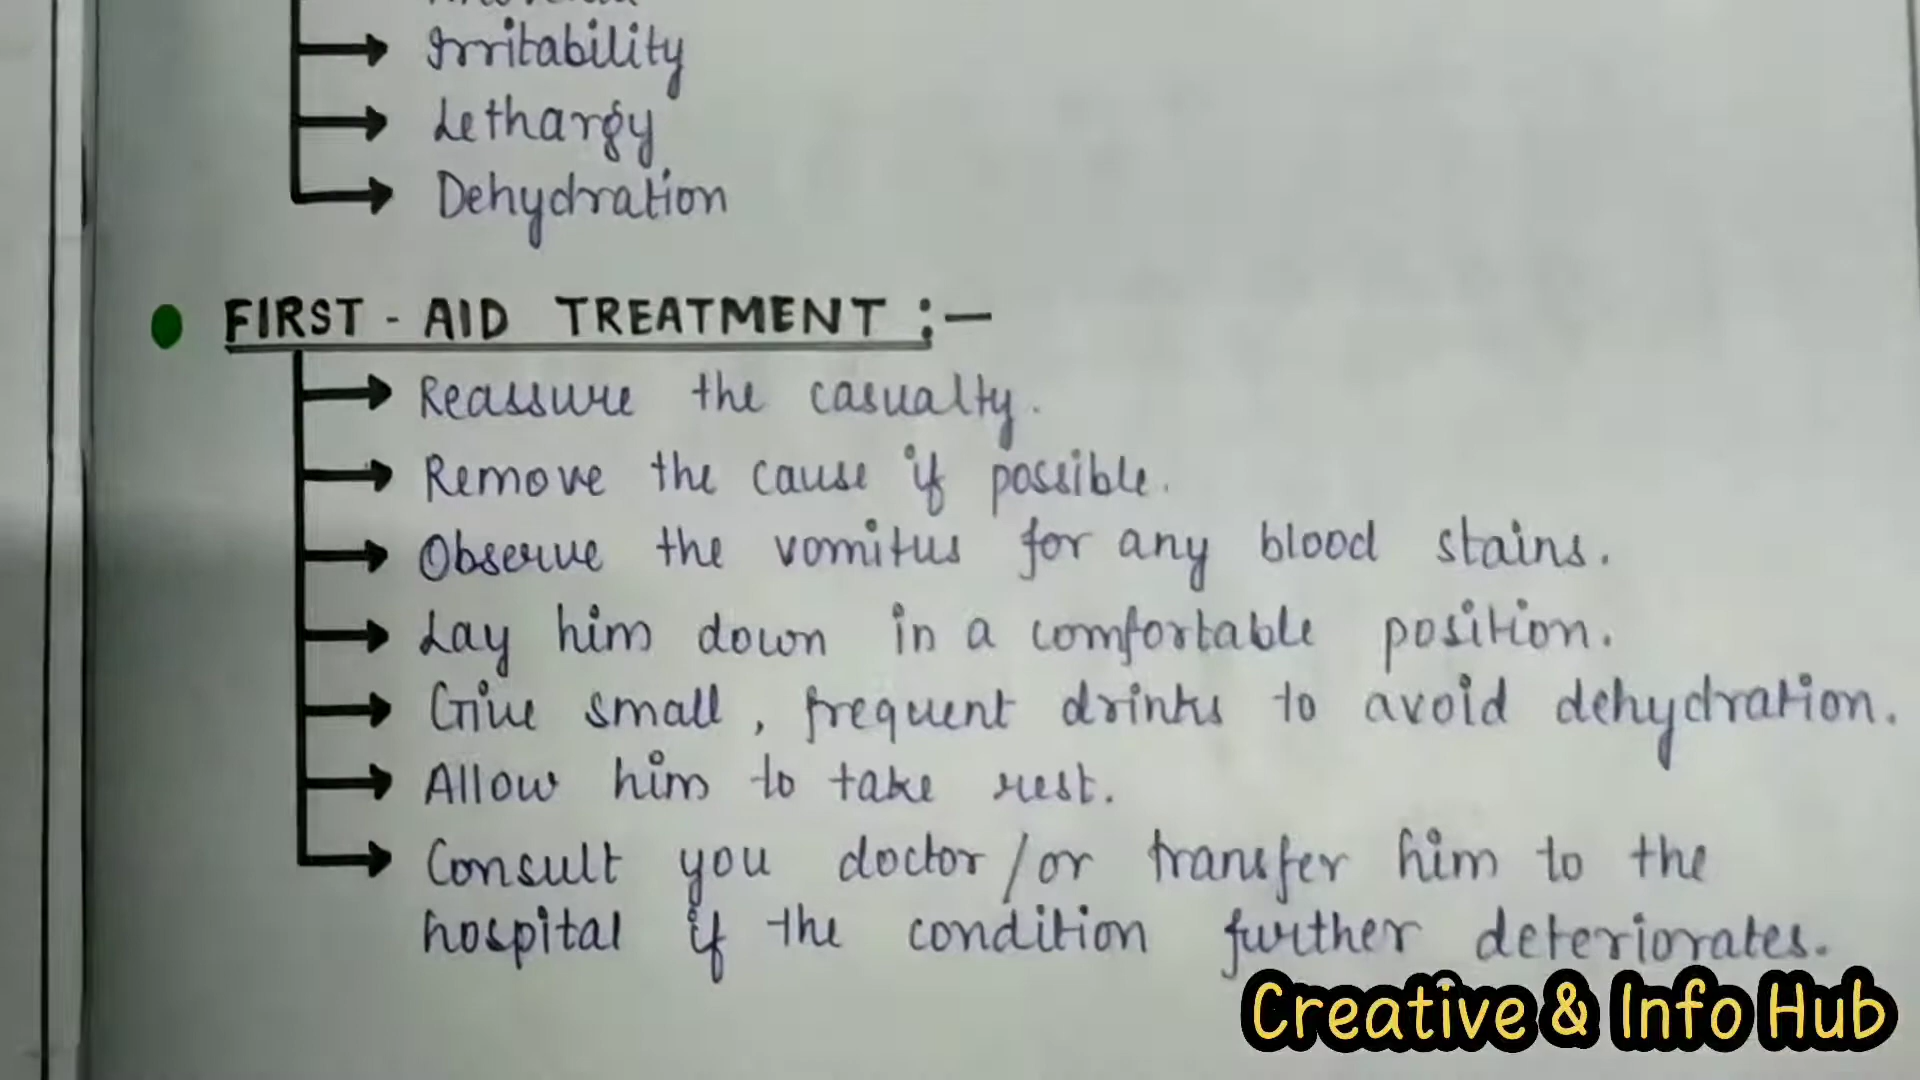 Irritability
Lethargy
Dehydration
FIRST - AID TREATMENT :-
Reassure the casualty.
Remove the cause if possible.
Observe the vomitus for any blood stains.
Lay him down in a comfortable position.
Give small, frequent drinks to avoid dehydration.
Allow him to take rest.
Consult you doctor/or transfer him to the
hospital if the condition further deteriorates.
Creative & Info Hub